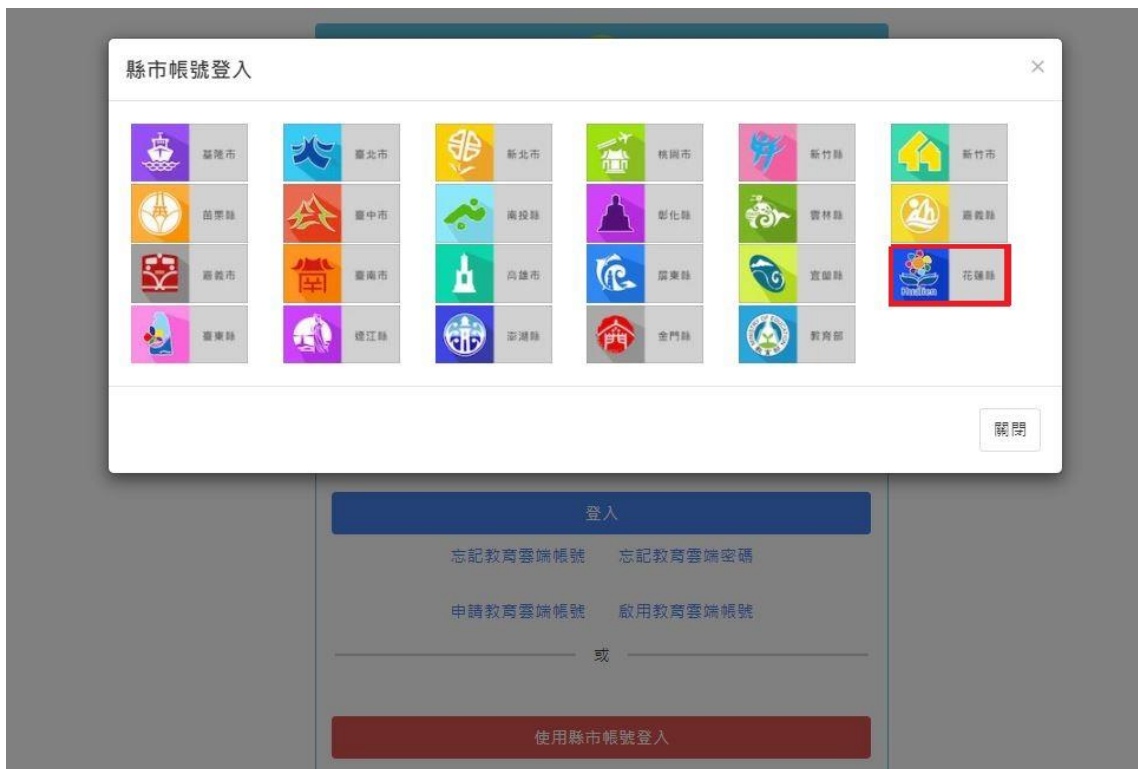 縣市帳號登入 ×
基隆市 臺北市 新北市 桃園市 新竹縣 新竹市
苗栗縣 臺中市 南投縣 彰化縣 雲林縣 嘉義縣
嘉義市 臺南市 高雄市 屏東縣 宜蘭縣 Hualien 花蓮縣
臺東縣 連江縣 澎湖縣 金門縣 教育部
關閉
登入
忘記教育雲端帳號 忘記教育雲端密碼
申請教育雲端帳號 啟用教育雲端帳號
或
使用縣市帳號登入